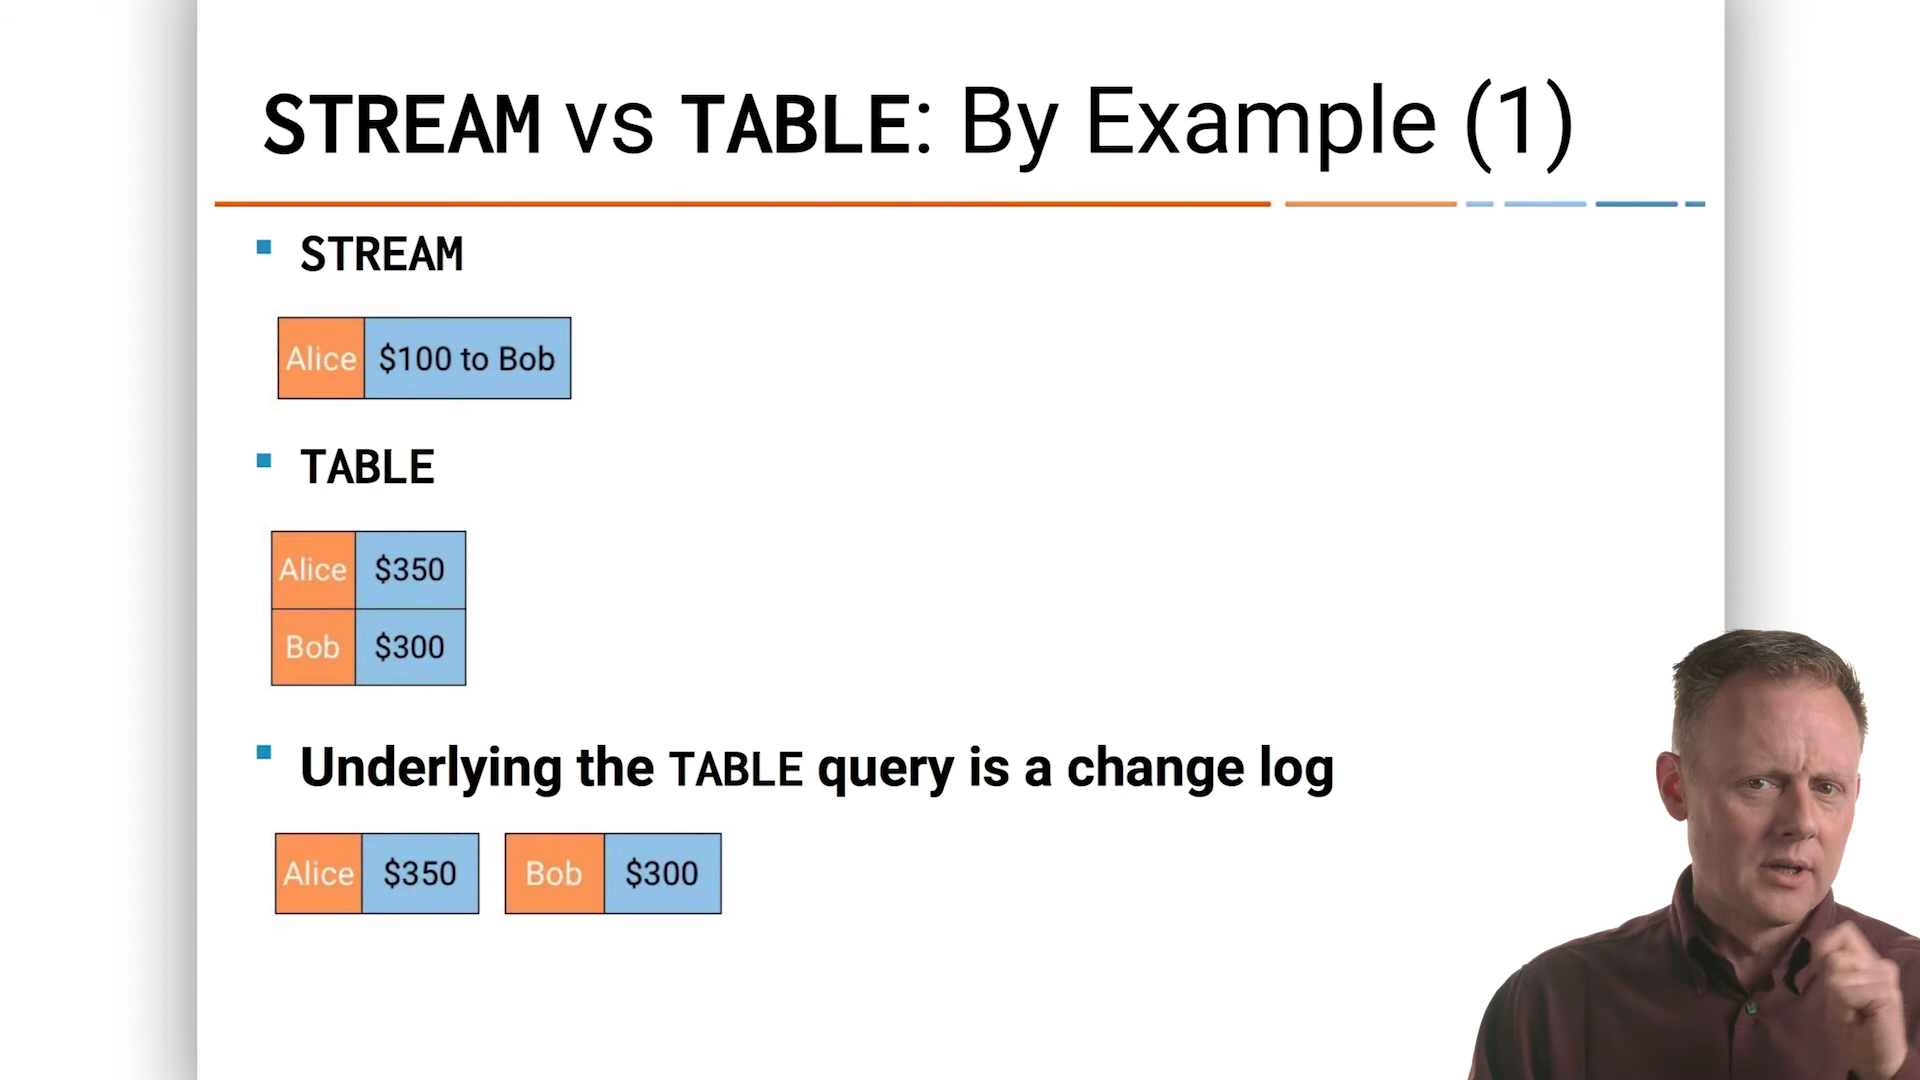 STREAM vs TABLE: By Example (1)
STREAM
Alice $100 to Bob
TABLE
Alice $350
Bob $300
Underlying the TABLE query is a change log
Alice $350 Bob $300